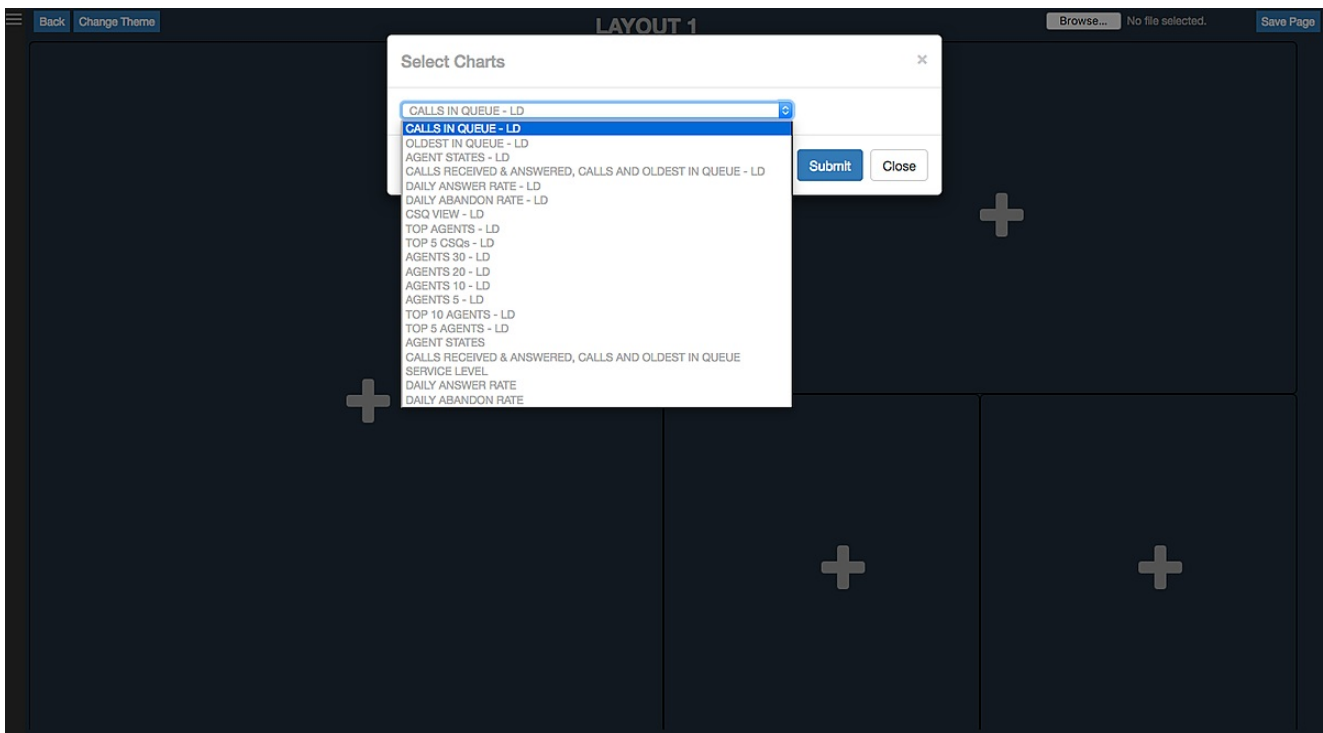 Back
Change Theme
LAYOUT 1
Browse...
No file selected.
Save Page
Select Charts
×
CALLS IN QUEUE - LD
CALLS IN QUEUE - LD
OLDEST IN QUEUE - LD
AGENT STATES - LD
CALLS RECEIVED & ANSWERED, CALLS AND OLDEST IN QUEUE - LD
DAILY ANSWER RATE - LD
DAILY ABANDON RATE - LD
CSQ VIEW - LD
TOP AGENTS - LD
TOP 5 CSQs - LD
AGENTS 30 - LD
AGENTS 20 - LD
AGENTS 10 - LD
AGENTS 5 - LD
TOP 10 AGENTS - LD
TOP 5 AGENTS - LD
AGENT STATES
CALLS RECEIVED & ANSWERED, CALLS AND OLDEST IN QUEUE
SERVICE LEVEL
DAILY ANSWER RATE
DAILY ABANDON RATE
Submit
Close